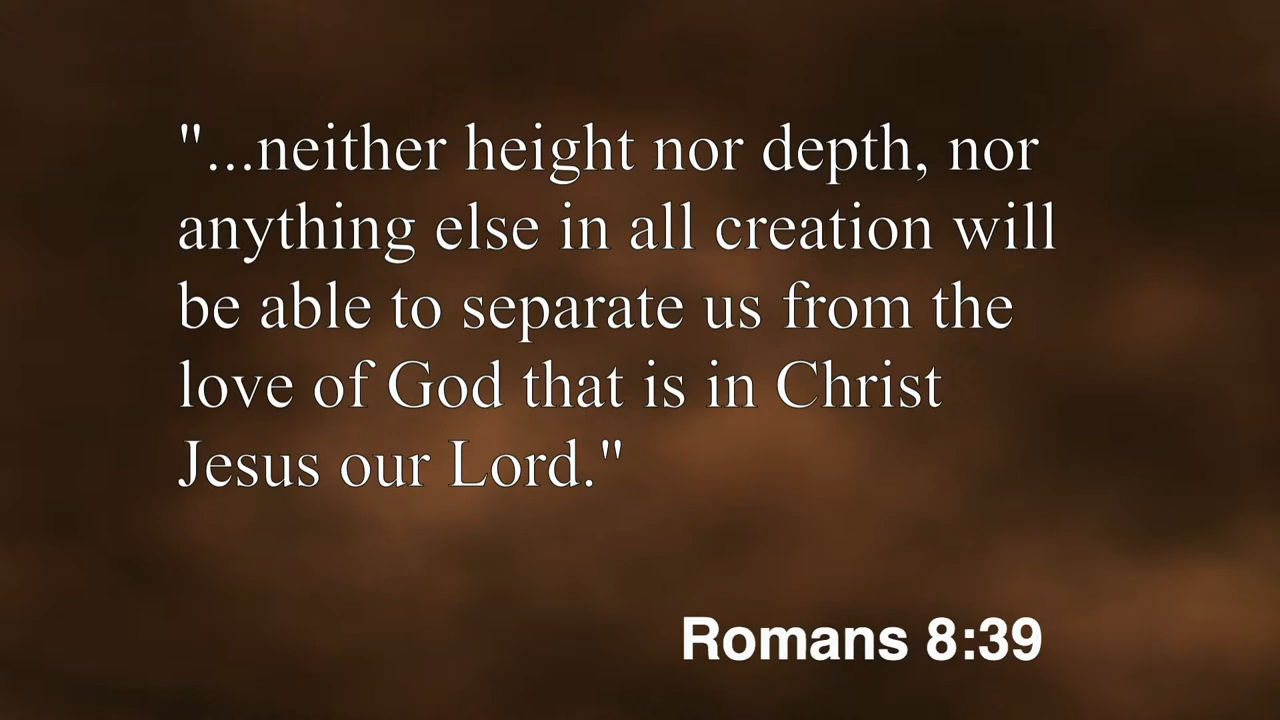 "...neither height nor depth, nor
anything else in all creation will
be able to separate us from the
love of God that is in Christ
Jesus our Lord."
Romans 8:39